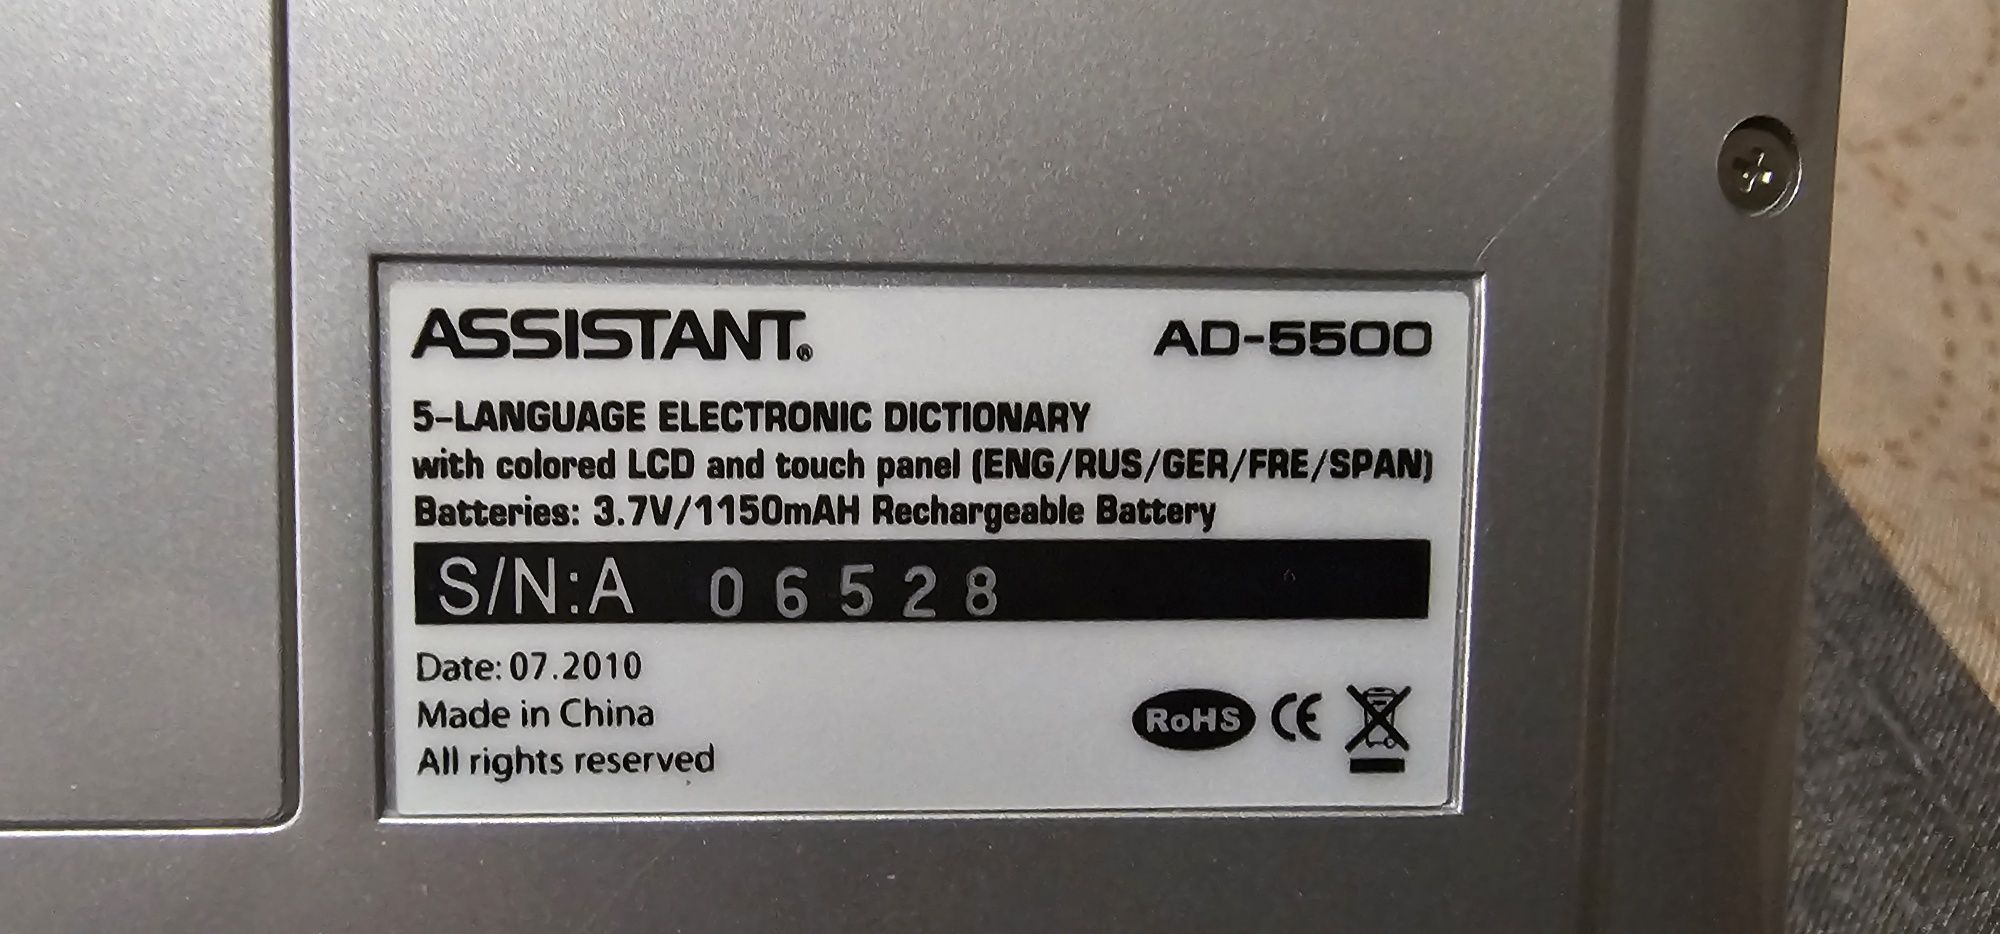 ASSISTANT® AD-5500
5-LANGUAGE ELECTRONIC DICTIONARY
with colored LCD and touch panel (ENG/RUS/GER/FRE/SPAN)
Batteries: 3.7V/1150mAH Rechargeable Battery
S/N:A 06528
Date: 07.2010
Made in China
All rights reserved
RoHS CE